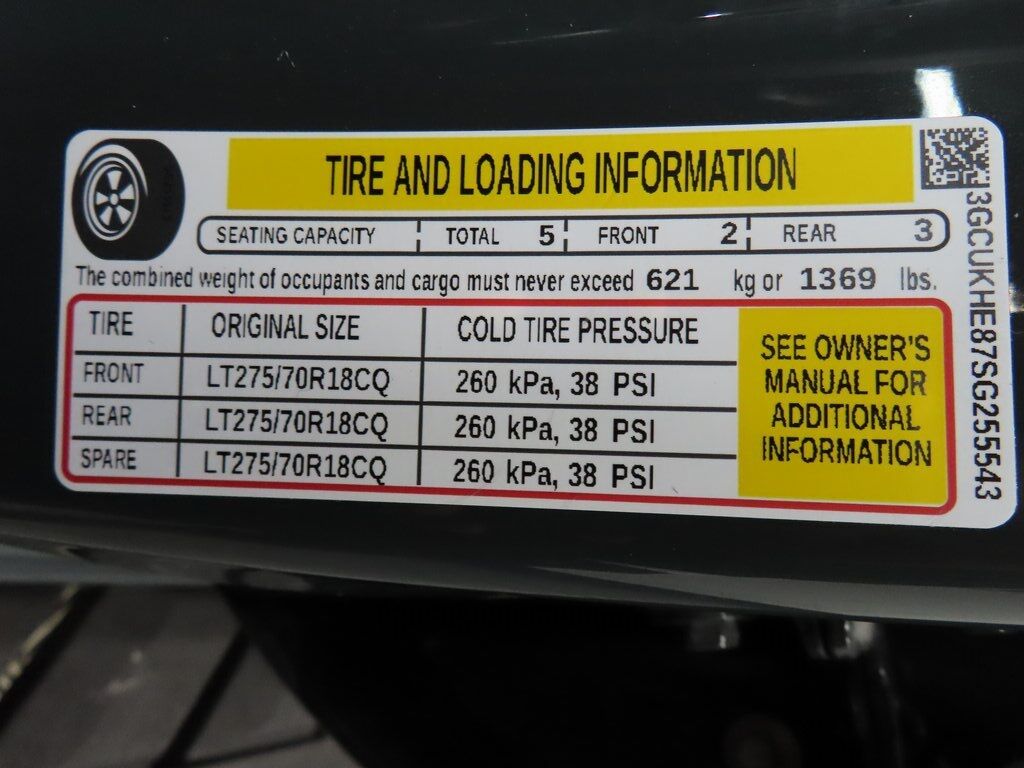 TIRE AND LOADING INFORMATION
SEATING CAPACITY TOTAL 5 FRONT 2 REAR 3
The combined weight of occupants and cargo must never exceed 621 kg or 1369 lbs.
TIRE ORIGINAL SIZE COLD TIRE PRESSURE
FRONT LT275/70R18CQ 260 kPa, 38 PSI
REAR LT275/70R18CQ 260 kPa, 38 PSI
SPARE LT275/70R18CQ 260 kPa, 38 PSI
SEE OWNER'S
MANUAL FOR
ADDITIONAL
INFORMATION
3GCUKHE87SG255543